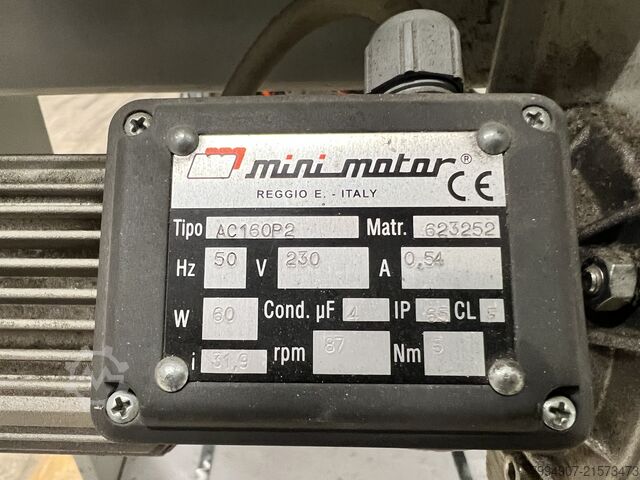 mini motor®
REGGIO E. - ITALY CE
Tipo AC160P2 Matr. 623252
Hz 50 V 230 A 0,54
W 60 Cond. µF 4 IP 65 CL F
i 31,9 rpm 87 Nm 5